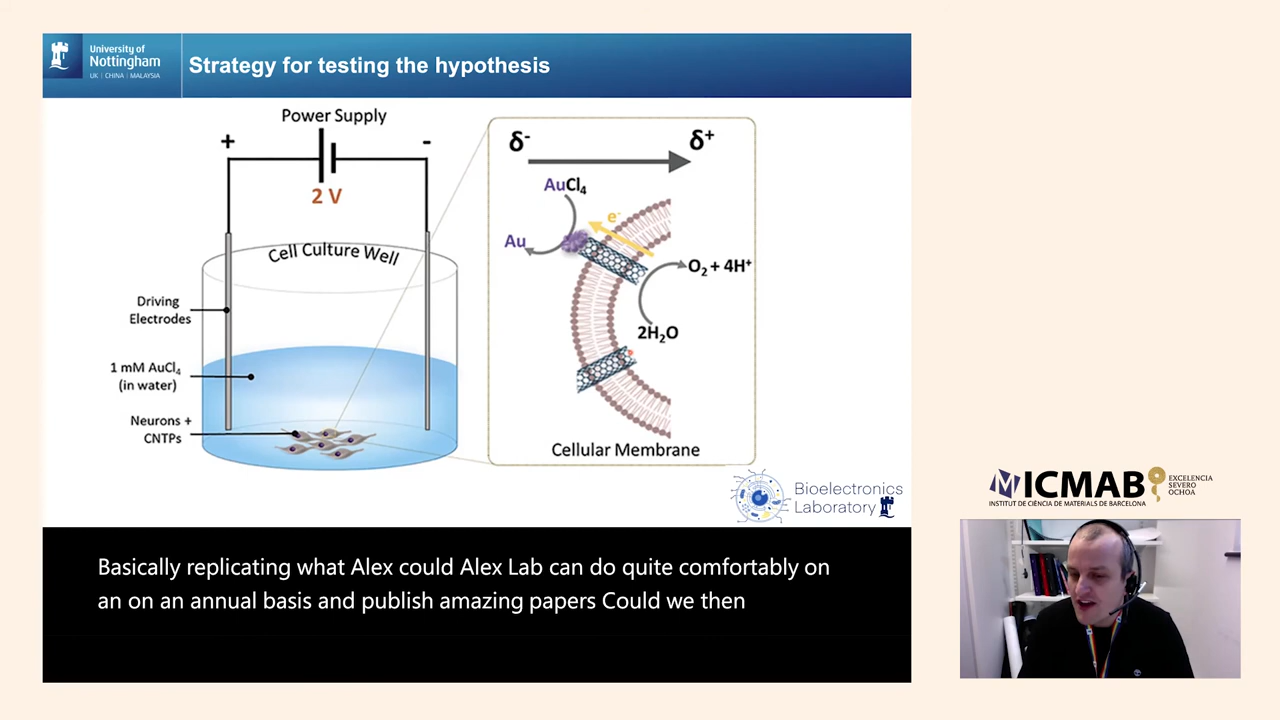 University of
Nottingham
UK | CHINA | MALAYSIA
Strategy for testing the hypothesis
Power Supply
+
-
2 V
Cell Culture Well
Driving
Electrodes
1 mM AuCl4
(in water)
Neurons +
CNTPs
δ-
δ+
AuCl4
e-
Au
O2 + 4H+
2H2O
Cellular Membrane
Bioelectronics
Laboratory
Basically replicating what Alex could Alex Lab can do quite comfortably on
an on an annual basis and publish amazing papers Could we then
ICMAB
EXCELENCIA
SEVERO
OCHOA
INSTITUT DE CIÈNCIA DE MATERIALS DE BARCELONA